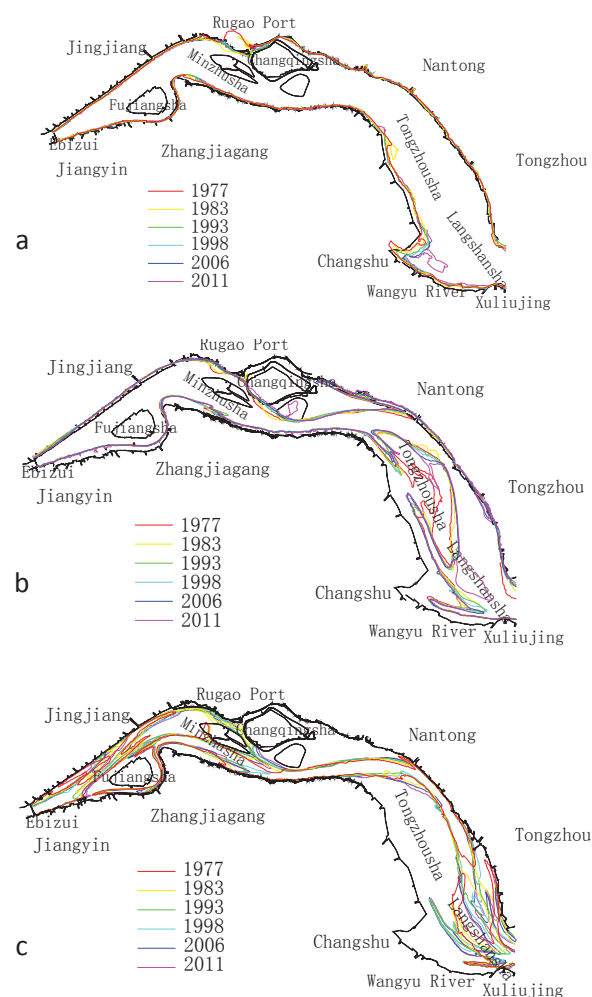 Rugao Port
Jingjiang
Changqingsha
Minzhusha
Nantong
Fujiangsha
Ebizui
Jiangyin
Zhangjiagang
Tongzhousha
Tongzhou
1977
1983
1993
1998
2006
2011
Langshansha
a
Changshu
Wangyu River
Xuliujing
Rugao Port
Jingjiang
Changqingsha
Minzhusha
Nantong
Fujiangsha
Ebizui
Jiangyin
Zhangjiagang
Tongzhousha
Tongzhou
1977
1983
1993
1998
2006
2011
Langshansha
b
Changshu
Wangyu River
Xuliujing
Rugao Port
Jingjiang
Changqingsha
Minzhusha
Nantong
Fujiangsha
Ebizui
Jiangyin
Zhangjiagang
Tongzhousha
Tongzhou
1977
1983
1993
1998
2006
2011
Langshansha
c
Changshu
Wangyu River
Xuliujing